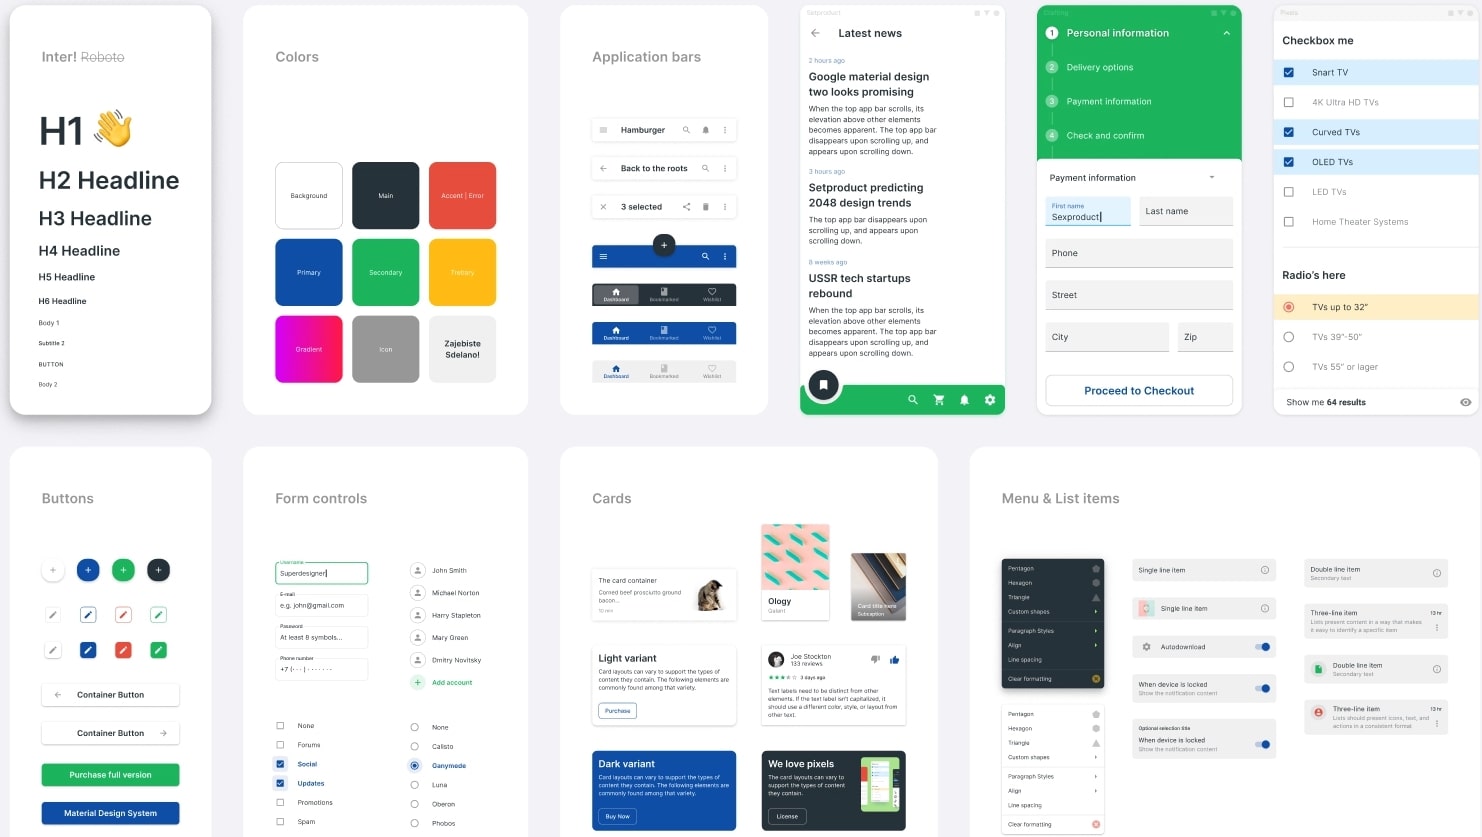 Inter! Roboto
H1 👋
H2 Headline
H3 Headline
H4 Headline
H5 Headline
H6 Headline
Body 1
Subtitle 2
BUTTON
Body 2
Colors
Background
Main
Accent | Error
Primary
Secondary
Tretiary
Gradient
Icon
Zajebiste
Sdelano!
Application bars
Hamburger
Back to the roots
3 selected
Dashboard
Bookmarked
Wishlist
Dashboard
Bookmarked
Wishlist
Dashboard
Bookmarked
Wishlist
Setproduct
Latest news
2 hours ago
Google material design
two looks promising
When the top app bar scrolls, its
elevation above other elements
becomes apparent. The top app bar
disappears upon scrolling up, and
appears upon scrolling down.
3 hours ago
Setproduct predicting
2048 design trends
The top app bar disappears upon
scrolling up, and appears upon
scrolling down.
8 weeks ago
USSR tech startups
rebound
When the top app bar scrolls, its
elevation above other elements
becomes apparent. The top app bar
disappears upon scrolling up, and
appears upon scrolling down.
Crafting
1 Personal information
2 Delivery options
3 Payment information
4 Check and confirm
Payment information
First name
Sexproduct
Last name
Phone
Street
City
Zip
Proceed to Checkout
Pixels
Checkbox me
Snart TV
4K Ultra HD TVs
Curved TVs
OLED TVs
LED TVs
Home Theater Systems
Radio's here
TVs up to 32"
TVs 39"-50"
TVs 55" or lager
Show me 64 results
Buttons
Container Button
Container Button
Purchase full version
Material Design System
Form controls
Username
Superdesigner
E-mail
e.g. john@gmail.com
Password
At least 8 symbols...
Phone number
+7 (··· | ··· ····
None
Forums
Social
Updates
Promotions
Spam
John Smith
Michael Norton
Harry Stapleton
Mary Green
Dmitry Novitsky
Add account
None
Calisto
Ganymede
Luna
Oberon
Phobos
Cards
The card container
Corned beef prosciutto ground
bacon...
10 min
Ology
Galent
Card title here
Subcaption
Light variant
Card layouts can vary to support the types of
content they contain. The following elements are
commonly found among that variety.
Purchase
Joe Stockton
133 reviews
3 days ago
Text labels need to be distinct from other
elements. If the text label isn't capitalized, it
should use a different color, style, or layout from
other text.
Dark variant
Card layouts can vary to support the types of
content they contain. The following elements
are commonly found among that variety.
Buy Now
We love pixels
The card layouts can vary to
support the types of content
they contain.
License
Menu & List items
Pentagon
Hexagon
Triangle
Custom shapes
Paragraph Styles
Align
Line spacing
Clear formatting
Pentagon
Hexagon
Triangle
Custom shapes
Paragraph Styles
Align
Line spacing
Clear formatting
Single line item
Single line item
Autodownload
When device is locked
Show the notification content
Optional selection title
When device is locked
Show the notification content
Double line item
Secondary text
Three-line item
13 hr
Lists present content in a way that makes
it easy to identify a specific item
Double line item
Secondary text
Three-line item
13 hr
Lists should present icons, text, and
actions in a consistent format